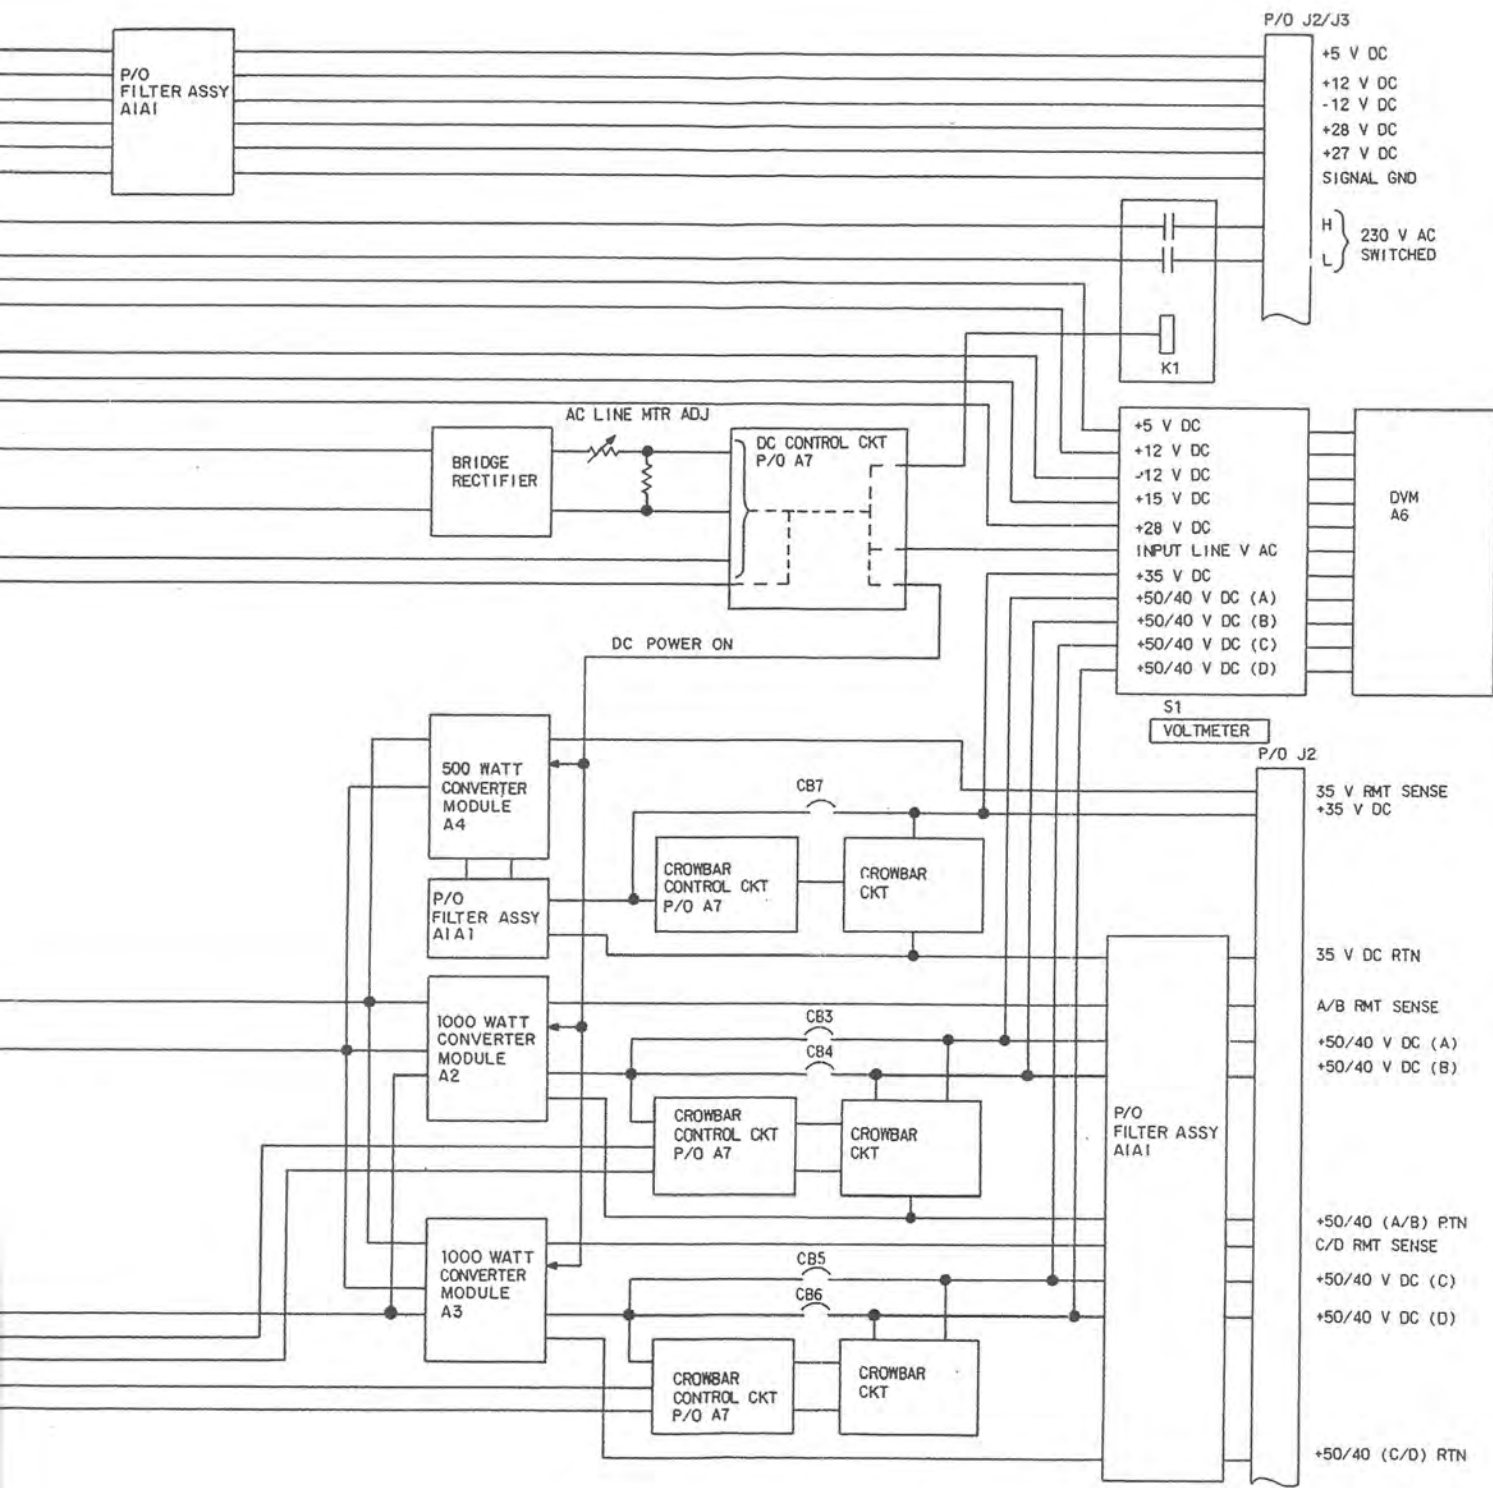 P/O J2/J3
+5 V DC
+12 V DC
-12 V DC
+28 V DC
+27 V DC
SIGNAL GND
H
L
230 V AC
SWITCHED
P/O
FILTER ASSY
A1A1
K1
AC LINE MTR ADJ
BRIDGE
RECTIFIER
DC CONTROL CKT
P/O A7
+5 V DC
+12 V DC
-12 V DC
+15 V DC
+28 V DC
INPUT LINE V AC
+35 V DC
+50/40 V DC (A)
+50/40 V DC (B)
+50/40 V DC (C)
+50/40 V DC (D)
DVM
A6
S1
VOLTMETER
DC POWER ON
500 WATT
CONVERTER
MODULE
A4
P/O
FILTER ASSY
A1A1
CB7
CROWBAR
CONTROL CKT
P/O A7
CROWBAR
CKT
P/O J2
35 V RMT SENSE
+35 V DC
35 V DC RTN
A/B RMT SENSE
+50/40 V DC (A)
+50/40 V DC (B)
1000 WATT
CONVERTER
MODULE
A2
CB3
CB4
CROWBAR
CONTROL CKT
P/O A7
CROWBAR
CKT
P/O
FILTER ASSY
A1A1
+50/40 (A/B) RTN
C/D RMT SENSE
+50/40 V DC (C)
+50/40 V DC (D)
1000 WATT
CONVERTER
MODULE
A3
CB5
CB6
CROWBAR
CONTROL CKT
P/O A7
CROWBAR
CKT
+50/40 (C/D) RTN